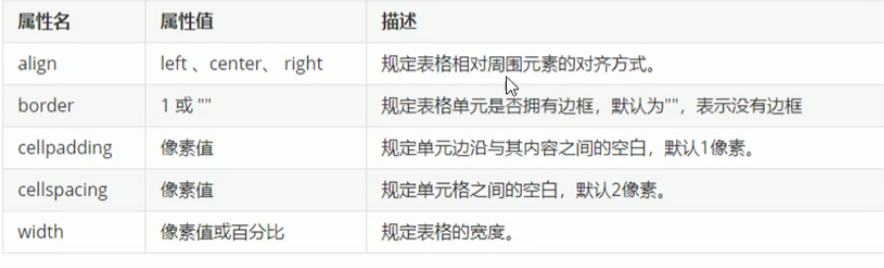 属性名 属性值 描述
align left 、center、 right 规定表格相对周围元素的对齐方式。
border 1 或 "" 规定表格单元是否拥有边框，默认为""，表示没有边框
cellpadding 像素值 规定单元边沿与其内容之间的空白，默认1像素。
cellspacing 像素值 规定单元格之间的空白，默认2像素。
width 像素值或百分比 规定表格的宽度。